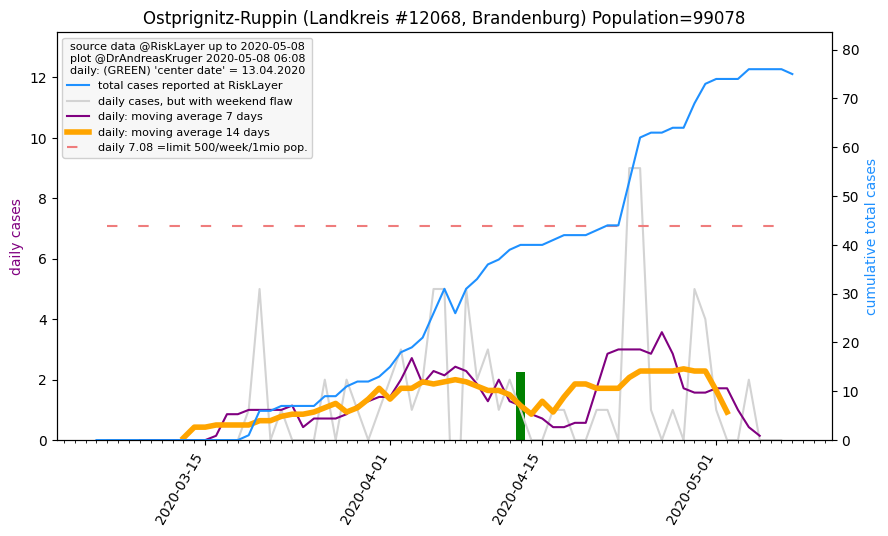 Ostprignitz-Ruppin (Landkreis #12068, Brandenburg) Population=99078
source data @RiskLayer up to 2020-05-08
plot @DrAndreasKruger 2020-05-08 06:08
daily: (GREEN) 'center date' = 13.04.2020
total cases reported at RiskLayer
daily cases, but with weekend flaw
daily: moving average 7 days
daily: moving average 14 days
daily 7.08 =limit 500/week/1mio pop.
daily cases
12
10
8
6
4
2
0
80
70
60
50
40
30
20
10
0
cumulative total cases
2020-03-15
2020-04-01
2020-04-15
2020-05-01